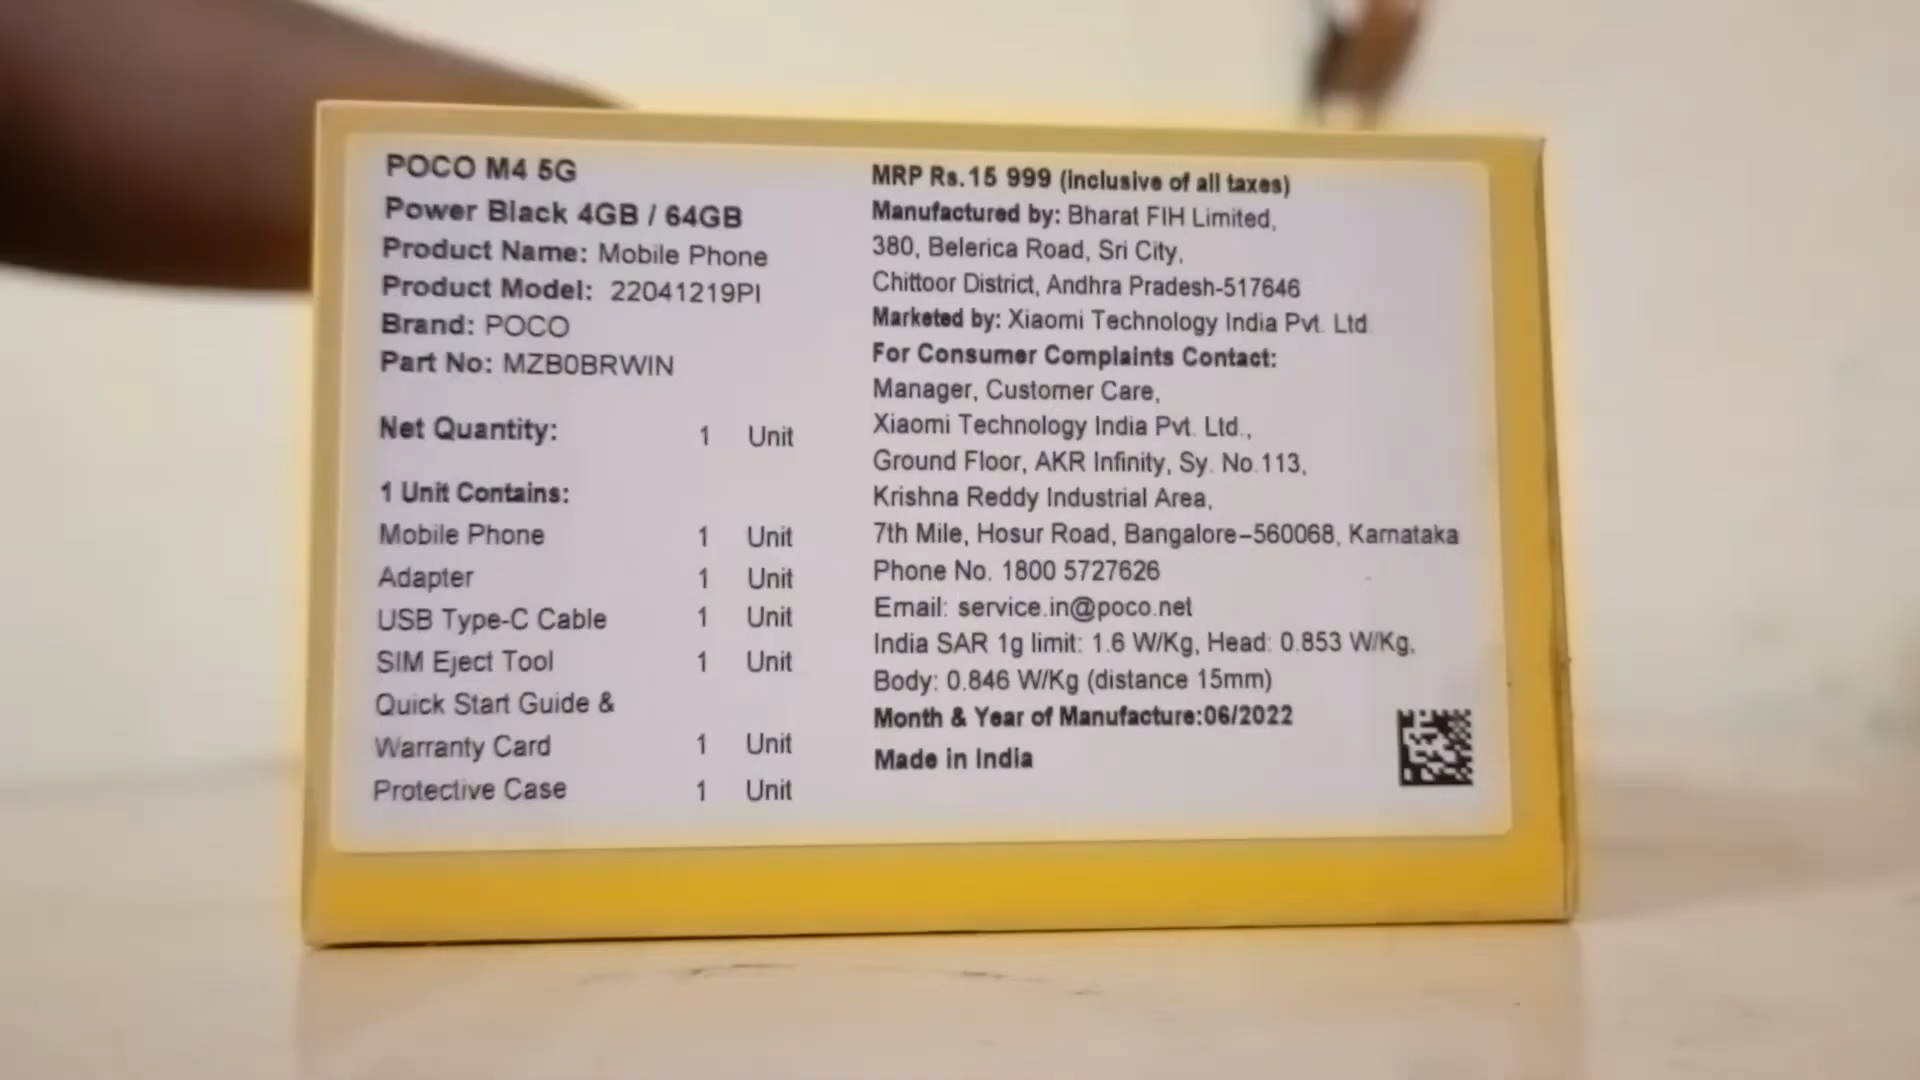 POCO M4 5G
Power Black 4GB / 64GB
Product Name: Mobile Phone
Product Model: 22041219PI
Brand: POCO
Part No: MZB0BRWIN
Net Quantity: 1 Unit
1 Unit Contains:
Mobile Phone 1 Unit
Adapter 1 Unit
USB Type-C Cable 1 Unit
SIM Eject Tool 1 Unit
Quick Start Guide &
Warranty Card 1 Unit
Protective Case 1 Unit
MRP Rs.15 999 (inclusive of all taxes)
Manufactured by: Bharat FIH Limited,
380, Belerica Road, Sri City,
Chittoor District, Andhra Pradesh-517646
Marketed by: Xiaomi Technology India Pvt. Ltd.
For Consumer Complaints Contact:
Manager, Customer Care,
Xiaomi Technology India Pvt. Ltd.,
Ground Floor, AKR Infinity, Sy. No.113,
Krishna Reddy Industrial Area,
7th Mile, Hosur Road, Bangalore-560068, Karnataka
Phone No. 1800 5727626
Email: service.in@poco.net
India SAR 1g limit: 1.6 W/Kg, Head: 0.853 W/Kg,
Body: 0.846 W/Kg (distance 15mm)
Month & Year of Manufacture:06/2022
Made in India